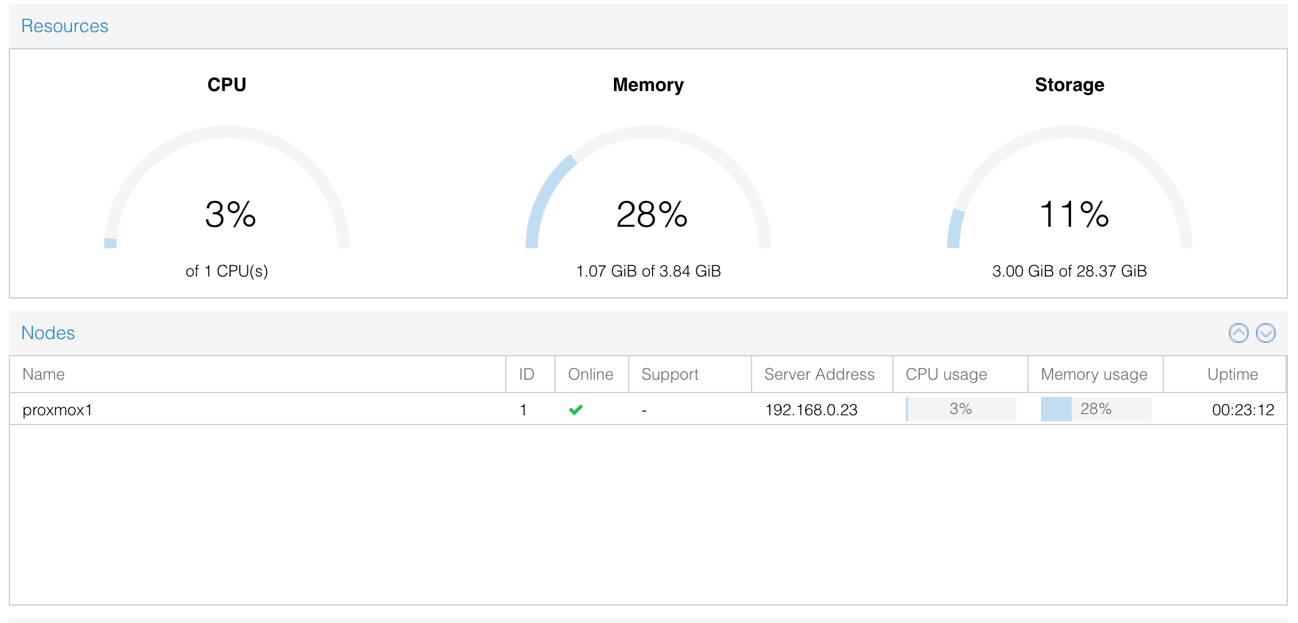 Resources
CPU Memory Storage
3% 28% 11%
of 1 CPU(s) 1.07 GiB of 3.84 GiB 3.00 GiB of 28.37 GiB
Nodes
Name ID Online Support Server Address CPU usage Memory usage Uptime
proxmox1 1 - 192.168.0.23 3% 28% 00:23:12